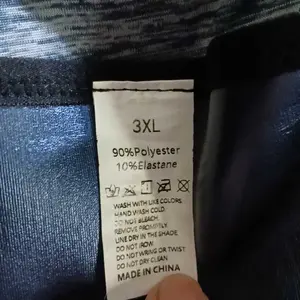 3XL
90%Polyester
10%Elastane
WASH WITH LIKE COLORS
HAND WASH COLD.
DO NOT BLEACH.
REMOVE PROMPTLY.
LINE DRY IN THE SHADE
DO NOT IRON
DO NOT WRING OR TWIST
DO NOT DRY CLEAN
MADE IN CHINA